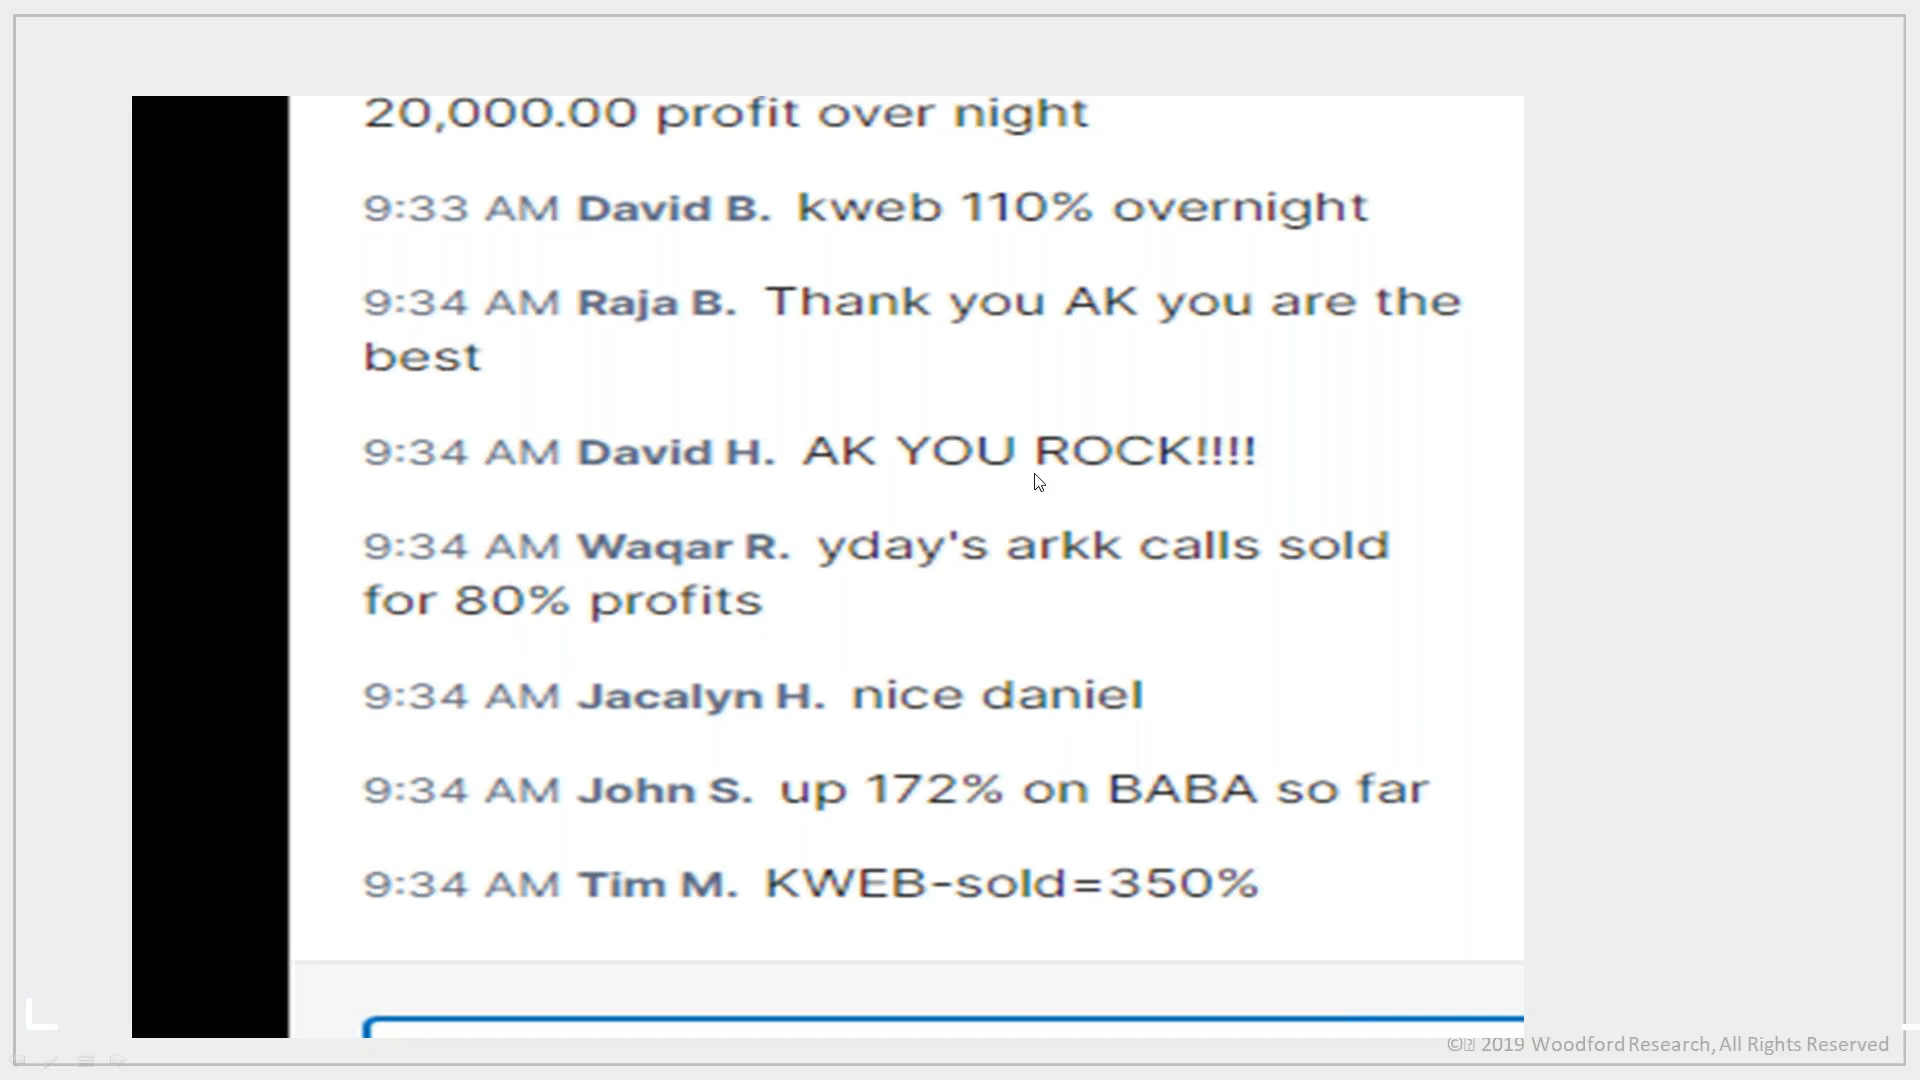 20,000.00 profit over night
9:33 AM David B. kweb 110% overnight
9:34 AM Raja B. Thank you AK you are the
best
9:34 AM David H. AK YOU ROCK!!!!
9:34 AM Waqar R. yday's arkk calls sold
for 80% profits
9:34 AM Jacalyn H. nice daniel
9:34 AM John S. up 172% on BABA so far
9:34 AM Tim M. KWEB-sold=350%
© 2019 Woodford Research, All Rights Reserved